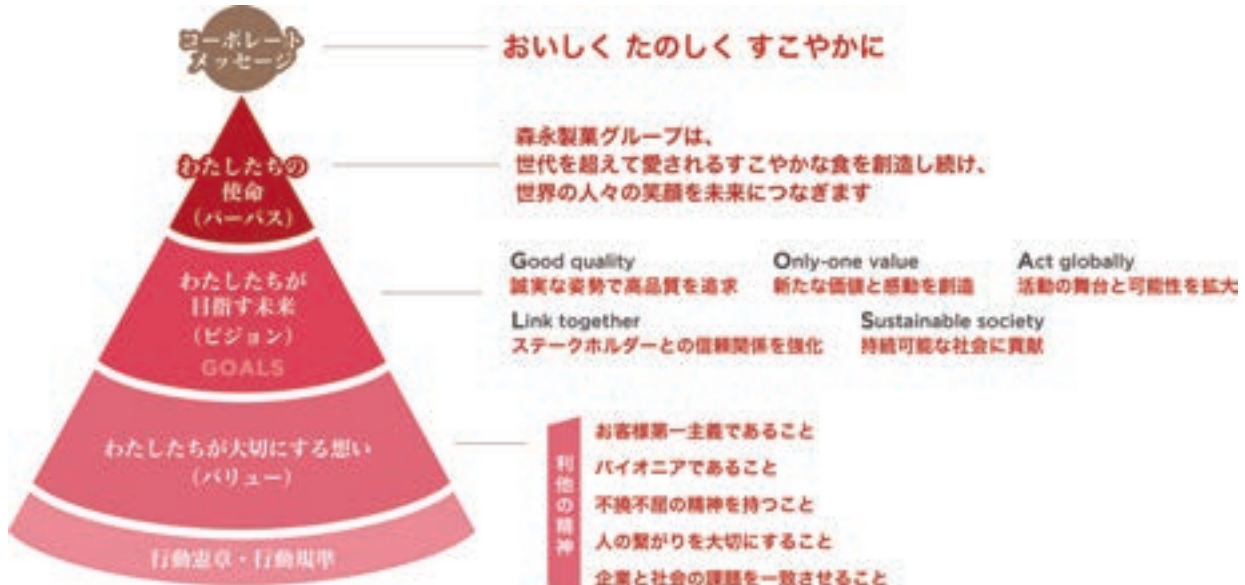 コーポレート
メッセージ
おいしく たのしく すこやかに
わたしたちの
使命
(パーパス)
森永製菓グループは、
世代を超えて愛されるすこやかな食を創造し続け、
世界の人々の笑顔を未来につなぎます
わたしたちが
目指す未来
(ビジョン)
GOALS
Good quality
誠実な姿勢で高品質を追求
Only-one value
新たな価値と感動を創造
Act globally
活動の舞台と可能性を拡大
Link together
ステークホルダーとの信頼関係を強化
Sustainable society
持続可能な社会に貢献
わたしたちが大切にする想い
(バリュー)
利他の精神
お客様第一主義であること
パイオニアであること
不撓不屈の精神を持つこと
人の繋がりを大切にすること
企業と社会の課題を一致させること
行動憲章・行動規準